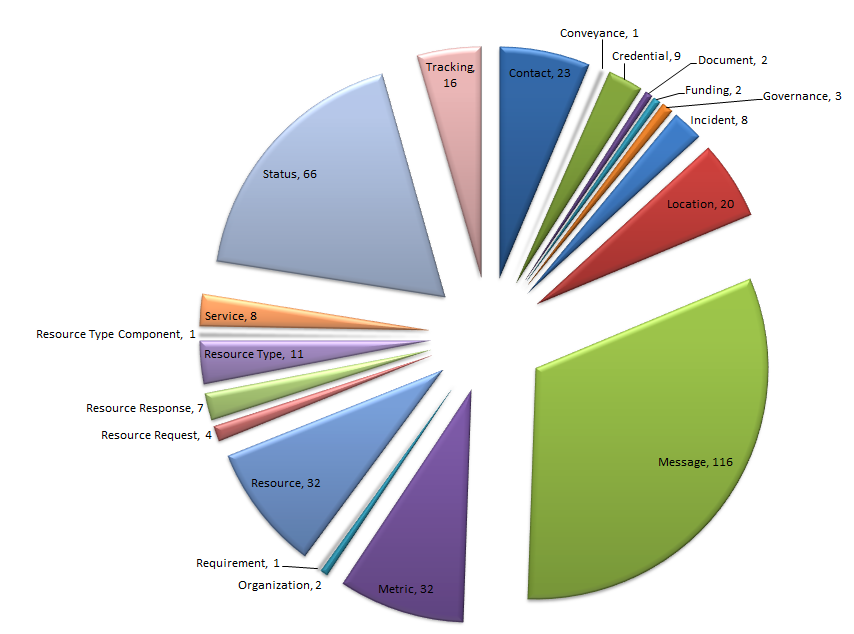 Conveyance, 1
Credential, 9
Document, 2
Tracking,
16
Contact, 23
Funding, 2
Governance, 3
Incident, 8
Status, 66
Location, 20
Service, 8
Resource Type Component, 1
Resource Type, 11
Resource Response, 7
Resource Request, 4
Message, 116
Resource, 32
Requirement, 1
Organization, 2
Metric, 32